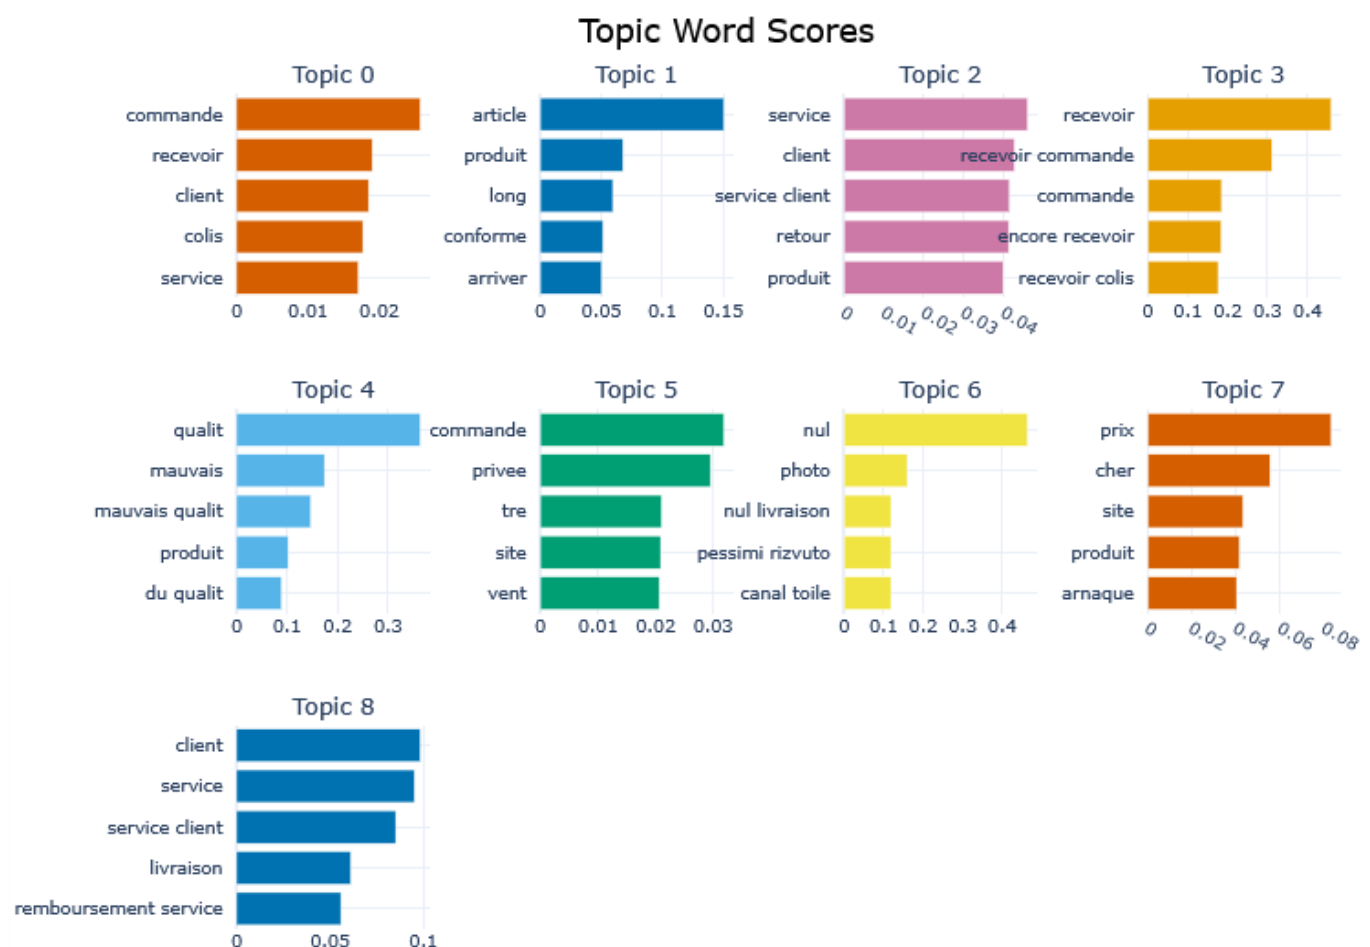 Topic Word Scores
Topic 0
commande
recevoir
client
colis
service
0 0.01 0.02
Topic 1
article
produit
long
conforme
arriver
0 0.05 0.1 0.15
Topic 2
service
client
service client
retour
produit
0 0.01 0.02 0.03 0.04
Topic 3
recevoir
recevoir commande
commande
encore recevoir
recevoir colis
0 0.1 0.2 0.3 0.4
Topic 4
qualit
mauvais
mauvais qualit
produit
du qualit
0 0.1 0.2 0.3
Topic 5
commande
privee
tre
site
vent
0 0.01 0.02 0.03
Topic 6
nul
photo
nul livraison
pessimi rizvuto
canal toile
0 0.1 0.2 0.3 0.4
Topic 7
prix
cher
site
produit
arnaque
0 0.02 0.04 0.06 0.08
Topic 8
client
service
service client
livraison
remboursement service
0 0.05 0.1